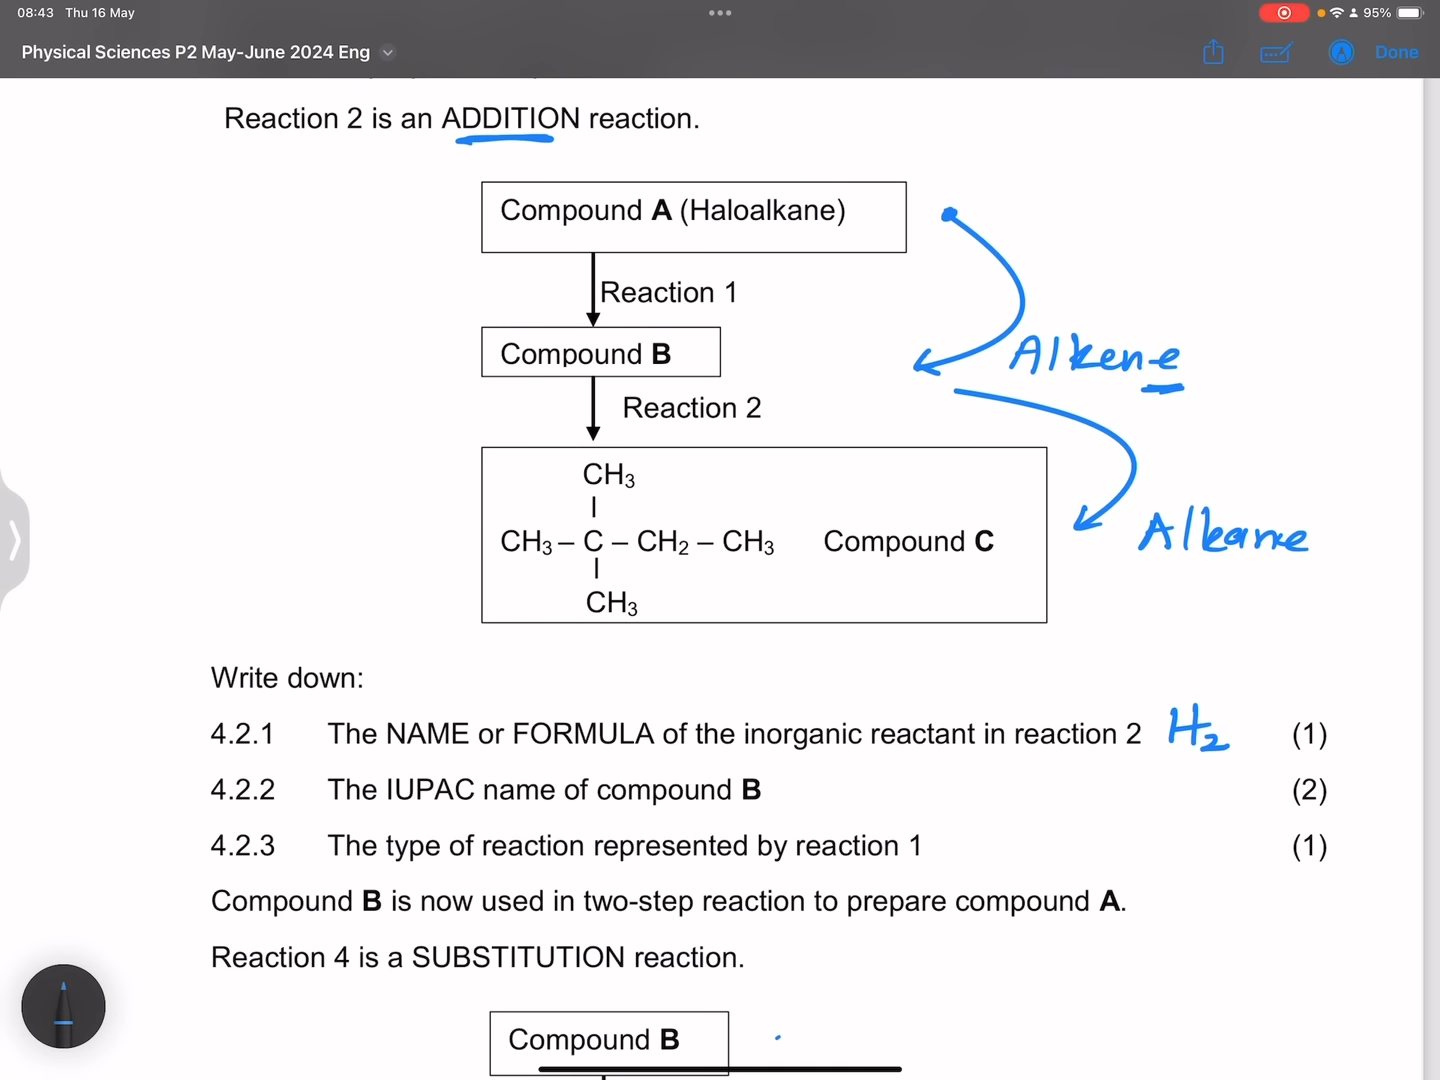 08:43 Thu 16 May
95%
Physical Sciences P2 May-June 2024 Eng
Done
Reaction 2 is an ADDITION reaction.
Compound A (Haloalkane)
Reaction 1
Compound B
Alkene
Reaction 2
CH₃
CH₃ – C – CH₂ – CH₃ Compound C
Alkane
CH₃
Write down:
4.2.1 The NAME or FORMULA of the inorganic reactant in reaction 2 H₂ (1)
4.2.2 The IUPAC name of compound B (2)
4.2.3 The type of reaction represented by reaction 1 (1)
Compound B is now used in two-step reaction to prepare compound A.
Reaction 4 is a SUBSTITUTION reaction.
Compound B